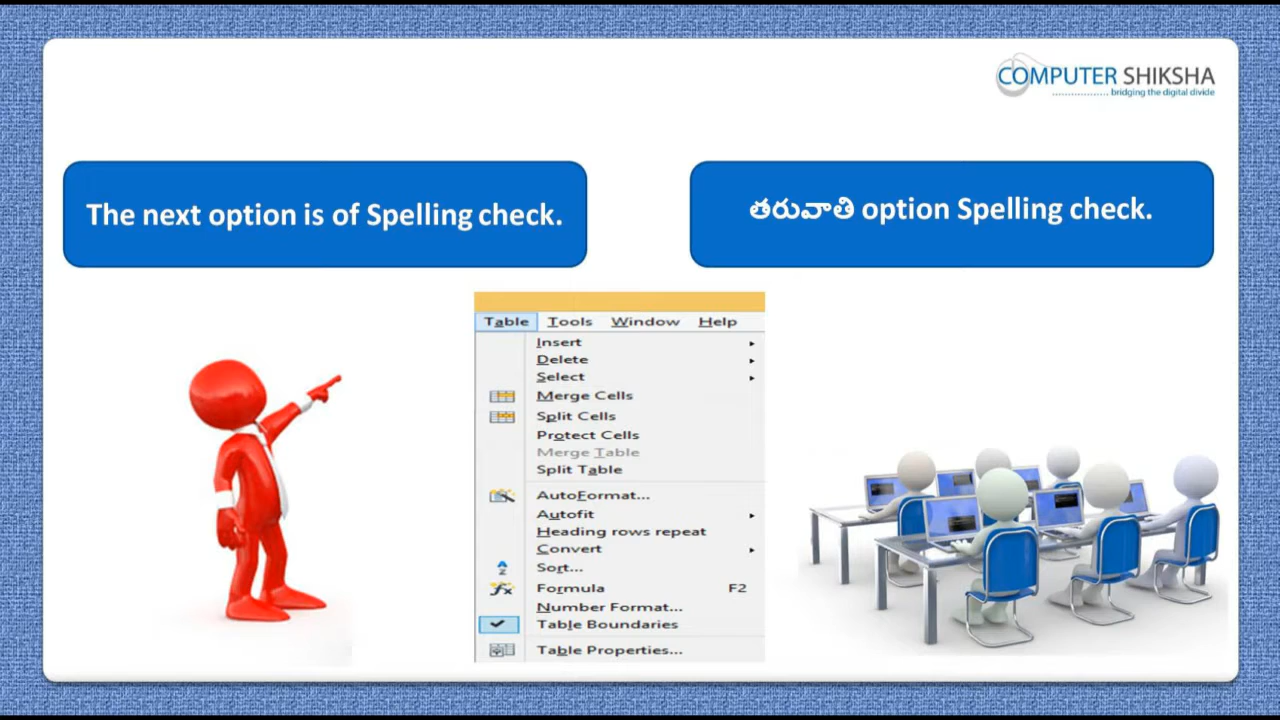 COMPUTER SHIKSHA
bridging the digital divide
The next option is of Spelling check.
తరువాతి option Spelling check.
Table Tools Window Help
Insert
Delete
Select
Merge Cells
Split Cells
Protect Cells
Merge Table
Split Table
AutoFormat...
Autofit
Heading rows repeat
Convert
Sort...
Formula F2
Number Format...
Table Boundaries
Table Properties...